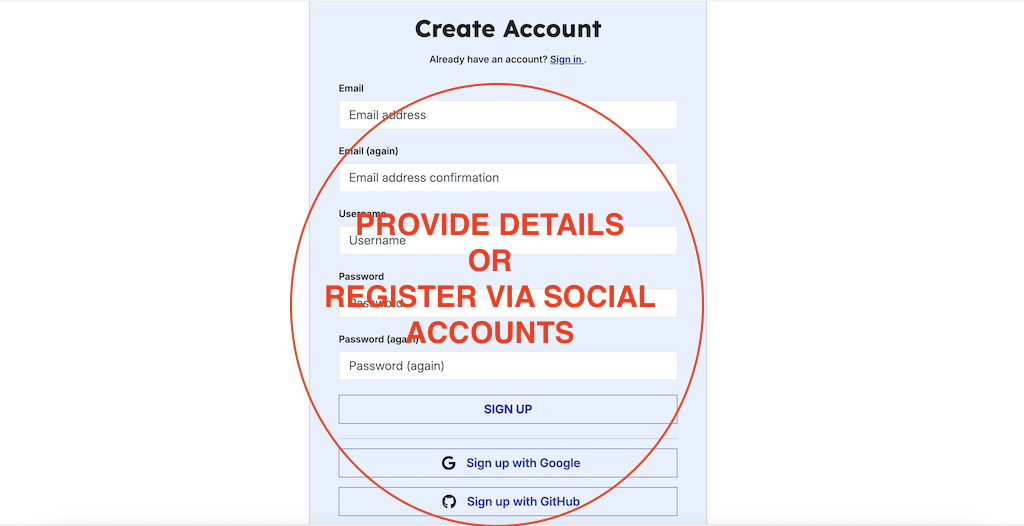 Create Account
Already have an account? Sign in .
Email
Email address
Email (again)
Email address confirmation
Username
PROVIDE DETAILS
Username
OR
Password
REGISTER VIA SOCIAL
Password
ACCOUNTS
Password (again)
Password (again)
SIGN UP
Sign up with Google
Sign up with GitHub